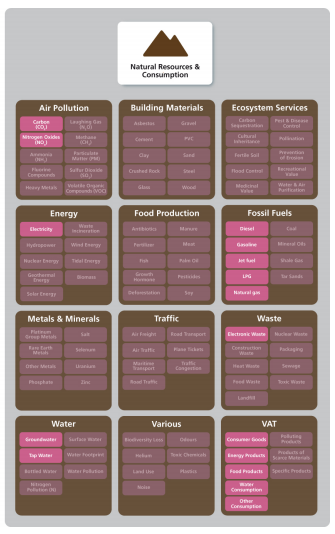 Natural Resources &
Consumption
Air Pollution
Carbon
(CO₂)
Laughing Gas
(N₂O)
Nitrogen Oxides
(NOₓ)
Methane
(CH₄)
Ammonia
(NH₃)
Particulate
Matter (PM)
Fluorine
Compounds
Sulfur Dioxide
(SO₂)
Heavy Metals
Volatile Organic
Compounds (VOC)
Building Materials
Asbestos
Gravel
Cement
PVC
Clay
Sand
Crushed Rock
Steel
Glass
Wood
Ecosystem Services
Carbon
Sequestration
Pest & Disease
Control
Cultural
Inheritance
Pollination
Fertile Soil
Prevention
of Erosion
Flood Control
Recreational
Value
Medicinal
Value
Water & Air
Purification
Energy
Electricity
Waste
Incineration
Hydropower
Wind Energy
Nuclear Energy
Tidal Energy
Geothermal
Energy
Biomass
Solar Energy
Food Production
Antibiotics
Manure
Fertilizer
Meat
Fish
Palm Oil
Growth
Hormones
Pesticides
Deforestation
Soy
Fossil Fuels
Diesel
Coal
Gasoline
Mineral Oils
Jet fuel
Shale Gas
LPG
Tar Sands
Natural gas
Metals & Minerals
Platinum
Group Metals
Salt
Rare Earth
Metals
Selenium
Other Metals
Uranium
Phosphate
Zinc
Traffic
Air Freight
Road Transport
Air Traffic
Plane Tickets
Maritime
Transport
Traffic
Congestion
Road Traffic
Waste
Electronic Waste
Nuclear Waste
Construction
Waste
Packaging
Heat Waste
Sewage
Food Waste
Toxic Waste
Landfill
Water
Groundwater
Surface Water
Tap Water
Water Footprint
Bottled Water
Water Pollution
Nitrogen
Pollution (N)
Various
Biodiversity Loss
Odours
Helium
Toxic Chemicals
Land Use
Plastics
Noise
VAT
Consumer Goods
Polluting
Products
Energy Products
Products of
Scarce Materials
Food Products
Specific Products
Water
Consumption
Other
Consumption